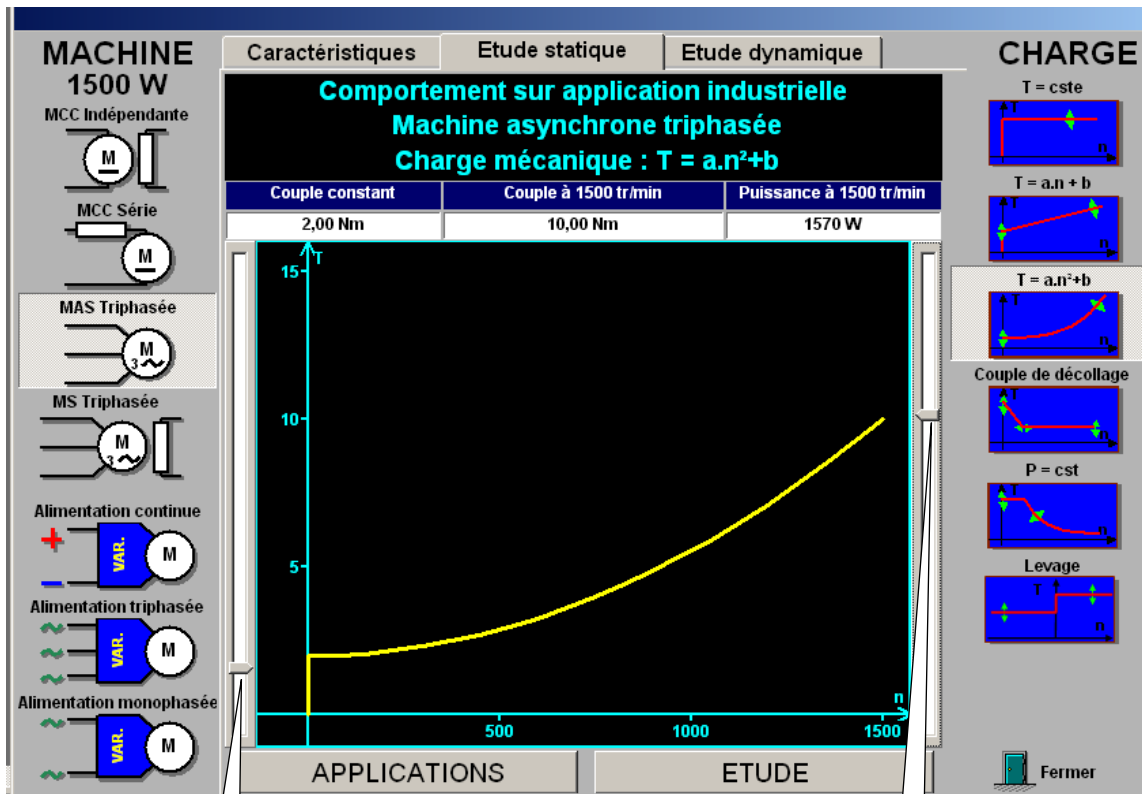 MACHINE
1500 W
MCC Indépendante
M
MCC Série
M
MAS Triphasée
M
3
MS Triphasée
M
3
Alimentation continue
+
VAR.
M
Alimentation triphasée
VAR.
M
Alimentation monophasée
VAR.
M
Caractéristiques
Etude statique
Etude dynamique
Comportement sur application industrielle
Machine asynchrone triphasée
Charge mécanique : T = a.n²+b
Couple constant
Couple à 1500 tr/min
Puissance à 1500 tr/min
2,00 Nm
10,00 Nm
1570 W
T
15
10
5
n
500
1000
1500
APPLICATIONS
ETUDE
CHARGE
T = cste
T
n
T = a.n + b
T
n
T = a.n²+b
T
n
Couple de décollage
T
n
P = cst
T
n
Levage
T
n
Fermer